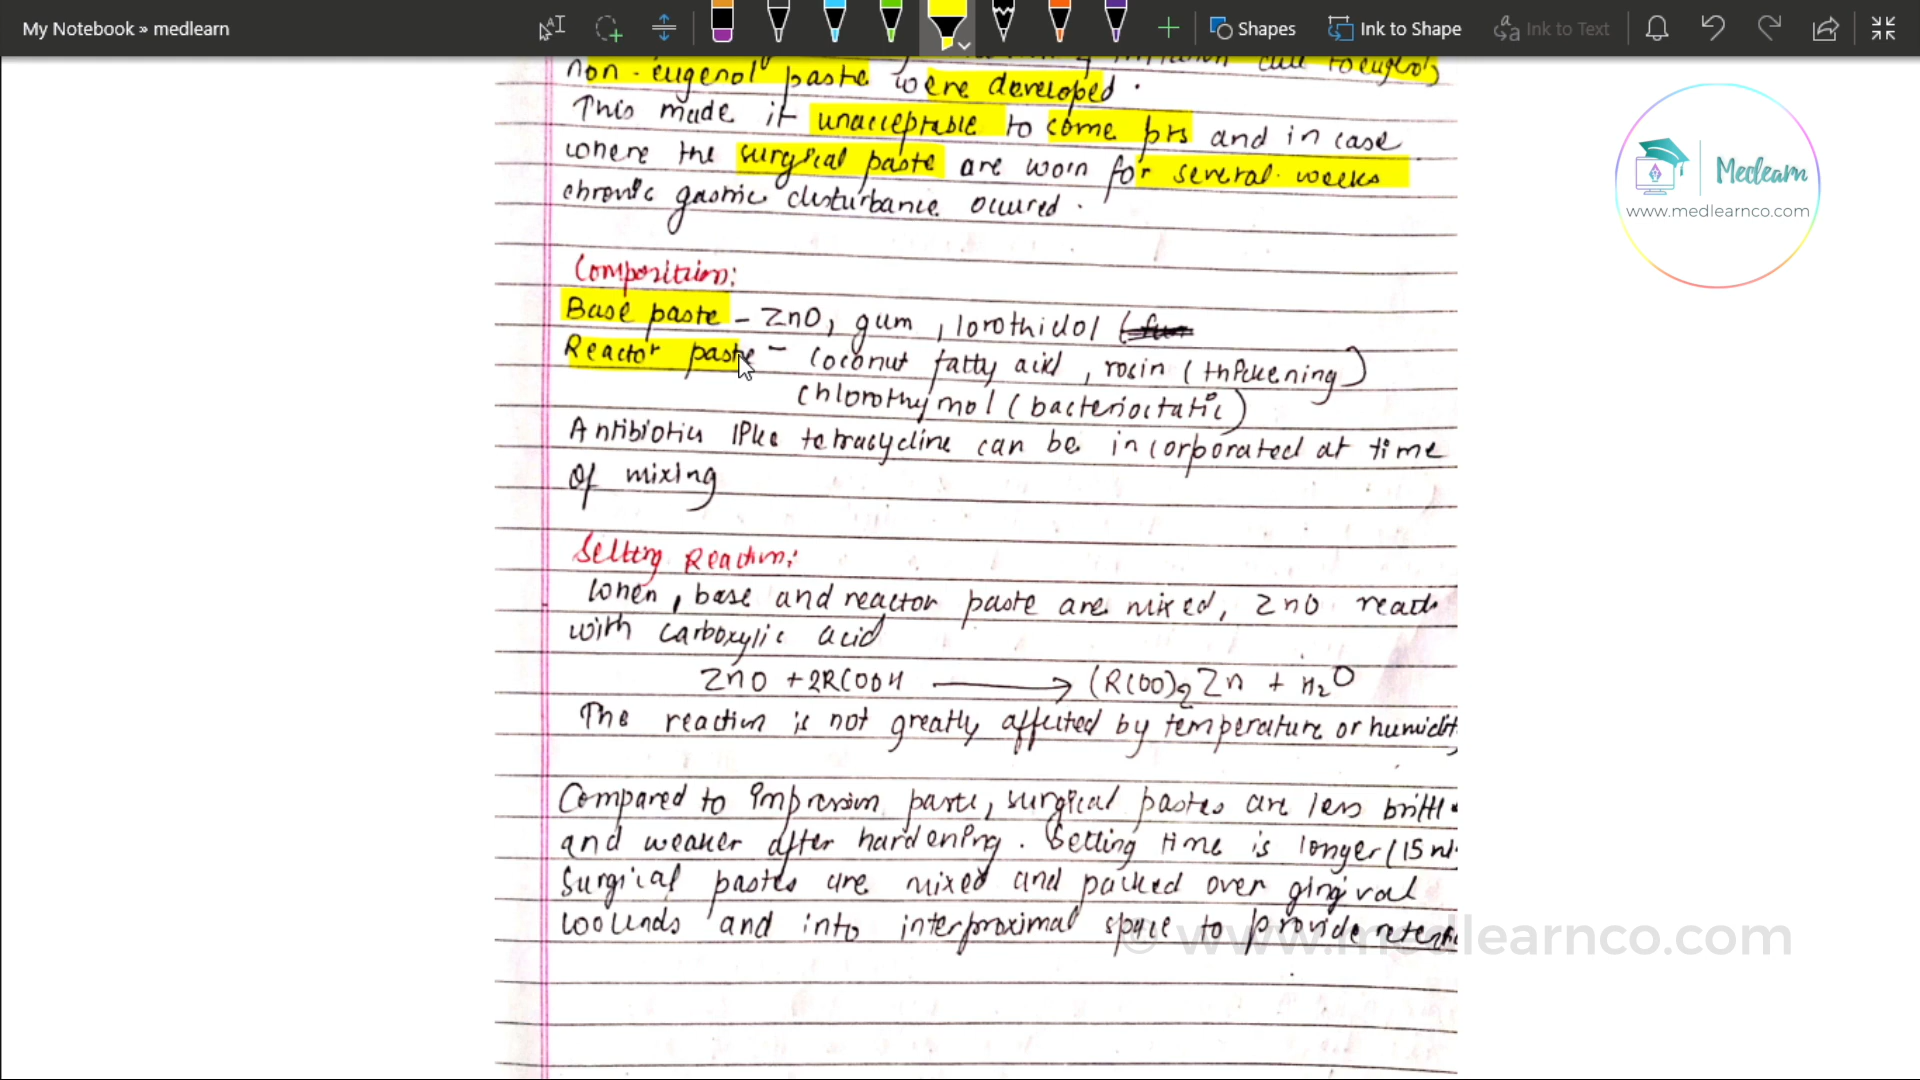 My Notebook » medlearn
Shapes
Ink to Shape
Ink to Text
non-eugenol paste were developed.
This made it unacceptable to some pts and in case
where the surgical paste are worn for several weeks
chronic gastric disturbance occured.
Medlearn
www.medlearnco.com
Composition:
Base paste - ZnO, gum, lorothidol
Reactor paste - coconut fatty acid, rosin (thickening)
chlorothymol (bacteriostatic)
Antibiotics like tetracycline can be incorporated at time
of mixing
Setting Reaction:
When, base and reactor paste are mixed, ZnO reacts
with carboxylic acid
ZnO + 2RCOOH ⟶ (RCOO)₂ Zn + H₂O
The reaction is not greatly affected by temperature or humidity
Compared to impression paste, surgical pastes are less brittle
and weaker after hardening. Setting time is longer (15
Surgical pastes are mixed and packed over gingival
wounds and into interproximal space to provide
© www.medlearnco.com